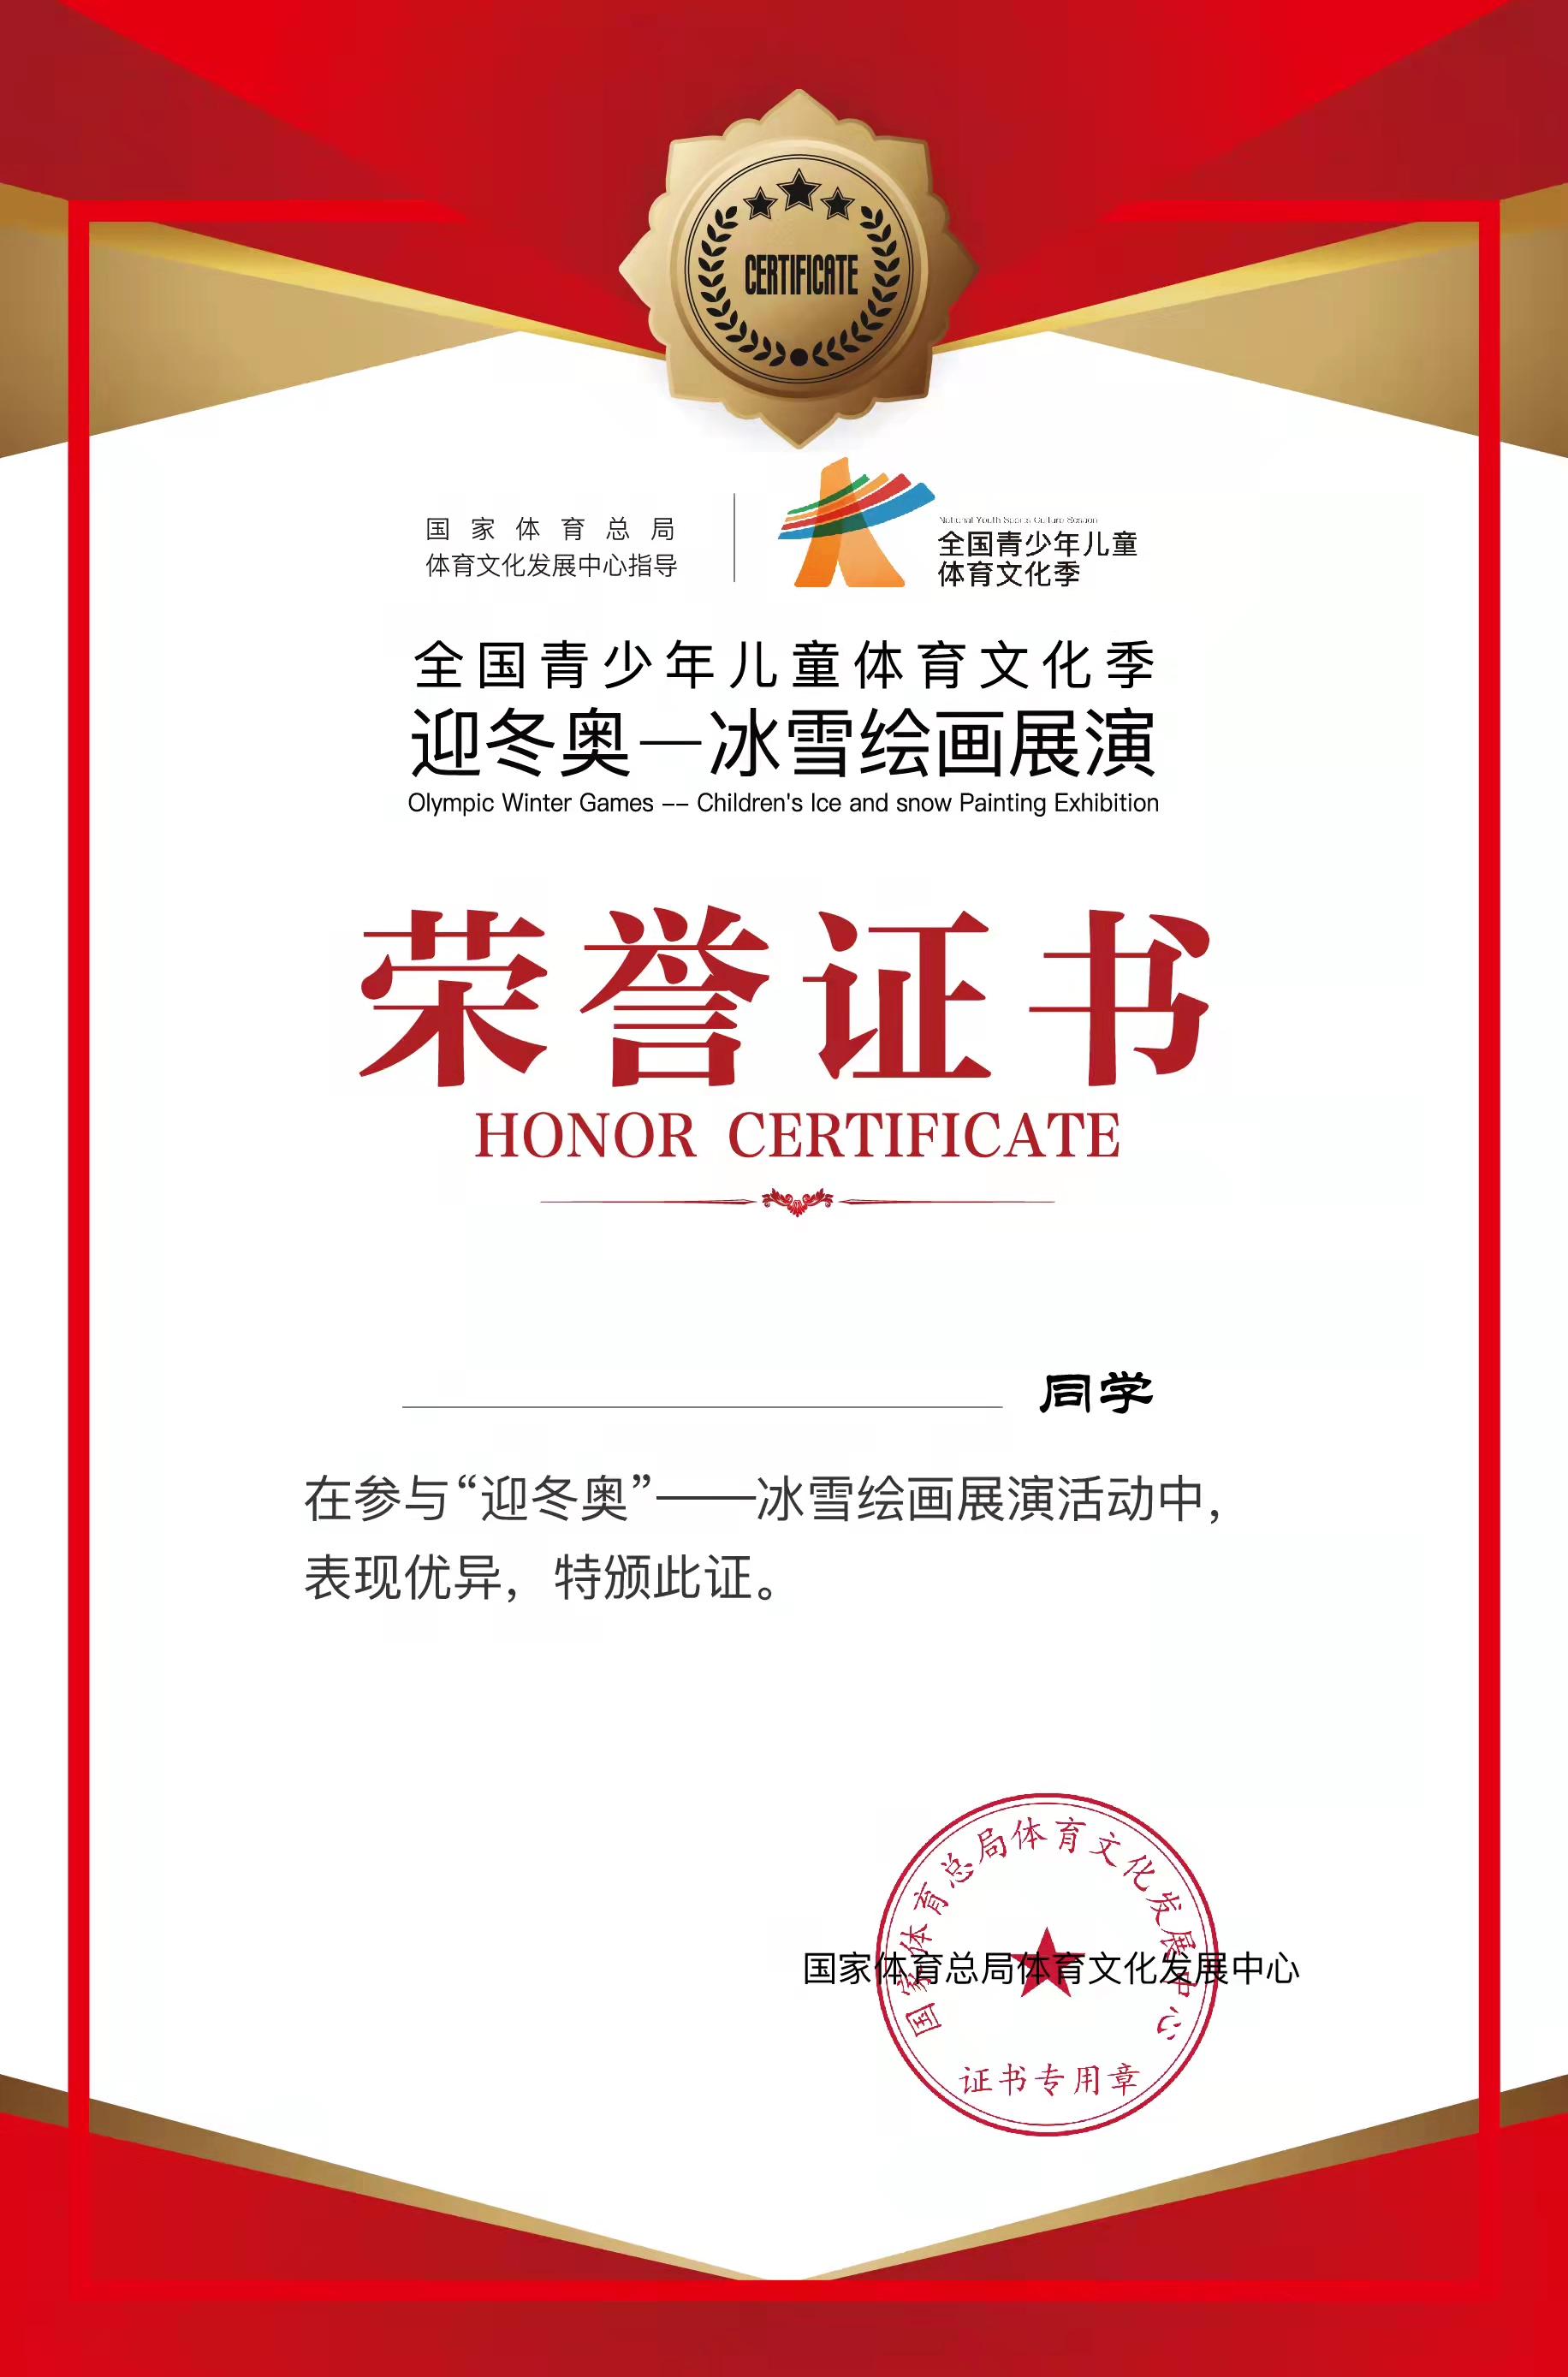 CERTIFICATE
国家体育总局
体育文化发展中心指导
National Youth Sports Culture Season
全国青少年儿童
体育文化季
全国青少年儿童体育文化季
迎冬奥—冰雪绘画展演
Olympic Winter Games -- Children's Ice and snow Painting Exhibition
荣誉证书
HONOR CERTIFICATE
同学
在参与“迎冬奥”——冰雪绘画展演活动中，
表现优异，特颁此证。
国家体育总局体育文化发展中心
国家体育总局体育文化发展中心
证书专用章